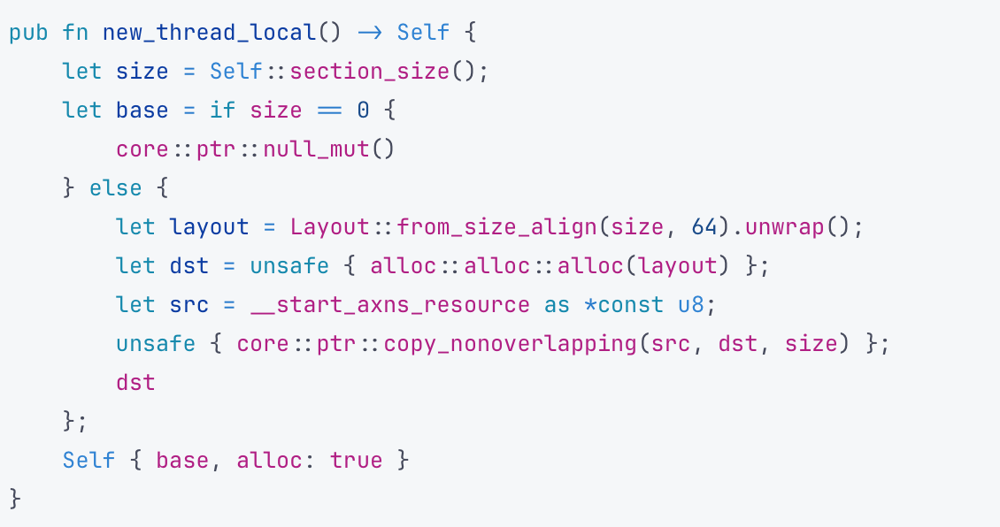 pub fn new_thread_local() -> Self {
    let size = Self::section_size();
    let base = if size == 0 {
        core::ptr::null_mut()
    } else {
        let layout = Layout::from_size_align(size, 64).unwrap();
        let dst = unsafe { alloc::alloc::alloc(layout) };
        let src = __start_axns_resource as *const u8;
        unsafe { core::ptr::copy_nonoverlapping(src, dst, size) };
        dst
    };
    Self { base, alloc: true }
}